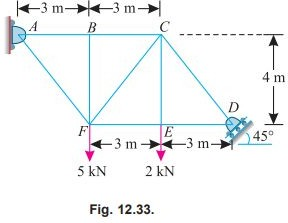 3 m 3 m
A B C
4 m
D
F 3 m E 3 m 45°
5 kN 2 kN
Fig. 12.33.